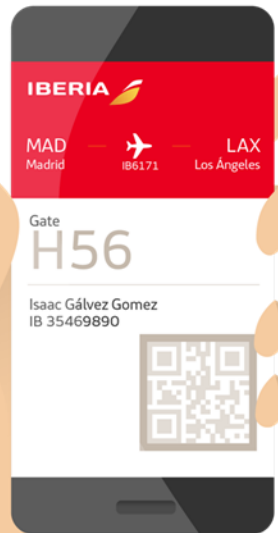 IBERIA
MAD LAX
Madrid IB6171 Los Ángeles
Gate
H56
Isaac Gálvez Gomez
IB 35469890